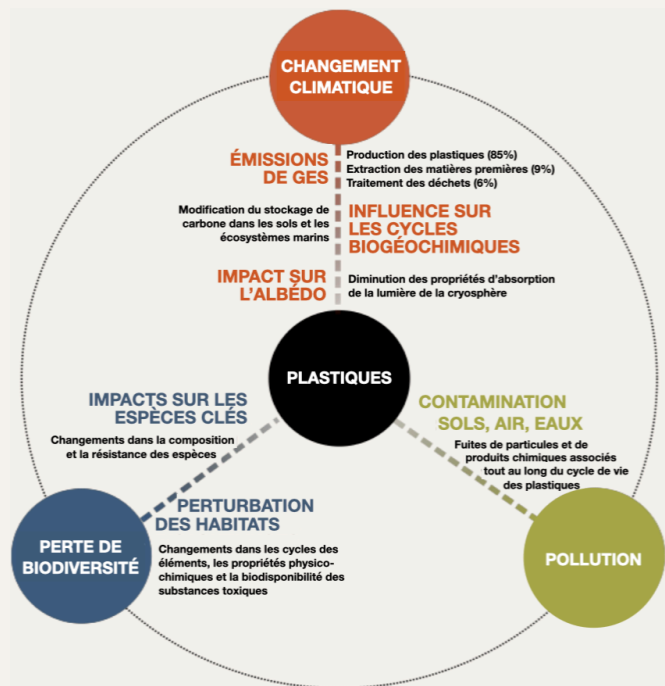 CHANGEMENT
CLIMATIQUE
ÉMISSIONS
DE GES
Production des plastiques (85%)
Extraction des matières premières (9%)
Traitement des déchets (6%)
Modification du stockage de
carbone dans les sols et les
écosystèmes marins
INFLUENCE SUR
LES CYCLES
BIOGÉOCHIMIQUES
IMPACT SUR
L'ALBÉDO
Diminution des propriétés d'absorption
de la lumière de la cryosphère
PLASTIQUES
IMPACTS SUR LES
ESPÈCES CLÉS
Changements dans la composition
et la résistance des espèces
CONTAMINATION
SOLS, AIR, EAUX
Fuites de particules et de
produits chimiques associés
tout au long du cycle de vie
des plastiques
PERTURBATION
DES HABITATS
Changements dans les cycles des
éléments, les propriétés physico-
chimiques et la biodisponibilité des
substances toxiques
PERTE DE
BIODIVERSITÉ
POLLUTION